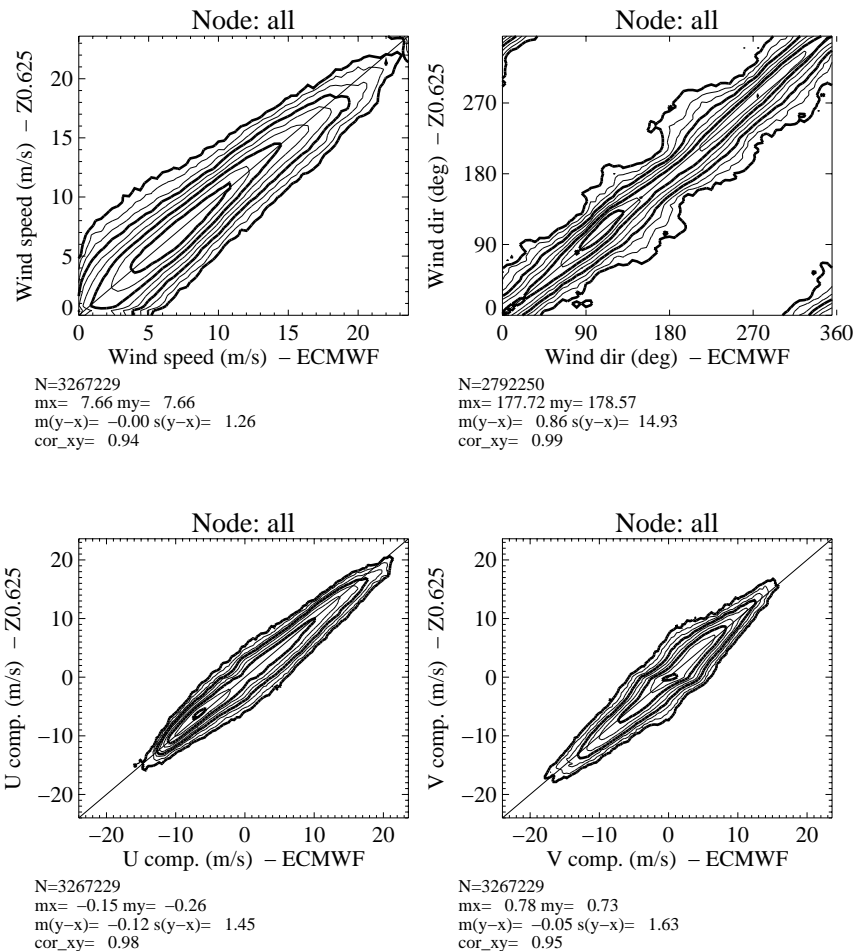 Node: all
Wind speed (m/s) − Z0.625
20
15
10
5
0
0 5 10 15 20
Wind speed (m/s) − ECMWF
N=3267229
mx= 7.66 my= 7.66
m(y−x)= −0.00 s(y−x)= 1.26
cor_xy= 0.94
Node: all
Wind dir (deg) − Z0.625
270
180
90
0
0 90 180 270 360
Wind dir (deg) − ECMWF
N=2792250
mx= 177.72 my= 178.57
m(y−x)= 0.86 s(y−x)= 14.93
cor_xy= 0.99
Node: all
U comp. (m/s) − Z0.625
20
10
0
−10
−20
−20 −10 0 10 20
U comp. (m/s) − ECMWF
N=3267229
mx= −0.15 my= −0.26
m(y−x)= −0.12 s(y−x)= 1.45
cor_xy= 0.98
Node: all
V comp. (m/s) − Z0.625
20
10
0
−10
−20
−20 −10 0 10 20
V comp. (m/s) − ECMWF
N=3267229
mx= 0.78 my= 0.73
m(y−x)= −0.05 s(y−x)= 1.63
cor_xy= 0.95